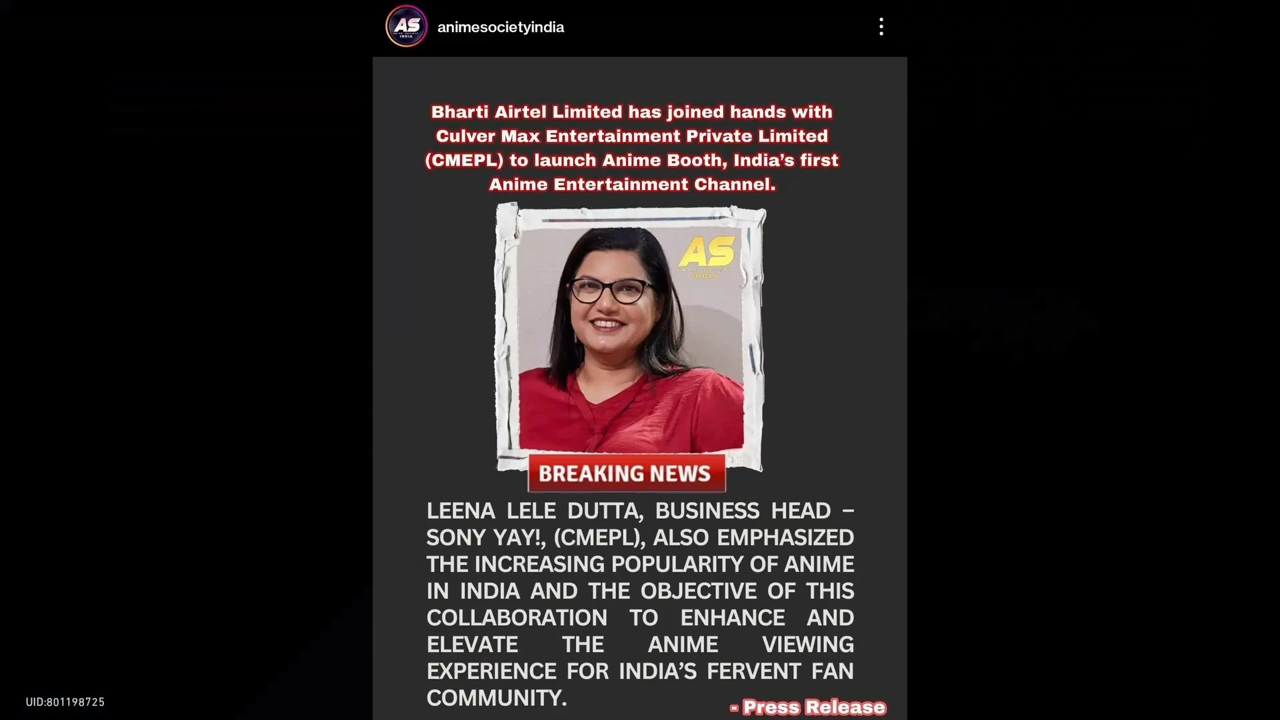 AS
animesocietyindia
Bharti Airtel Limited has joined hands with
Culver Max Entertainment Private Limited
(CMEPL) to launch Anime Booth, India’s first
Anime Entertainment Channel.
AS
BREAKING NEWS
LEENA LELE DUTTA, BUSINESS HEAD –
SONY YAY!, (CMEPL), ALSO EMPHASIZED
THE INCREASING POPULARITY OF ANIME
IN INDIA AND THE OBJECTIVE OF THIS
COLLABORATION TO ENHANCE AND
ELEVATE THE ANIME VIEWING
EXPERIENCE FOR INDIA’S FERVENT FAN
COMMUNITY.
- Press Release
UID:801198725